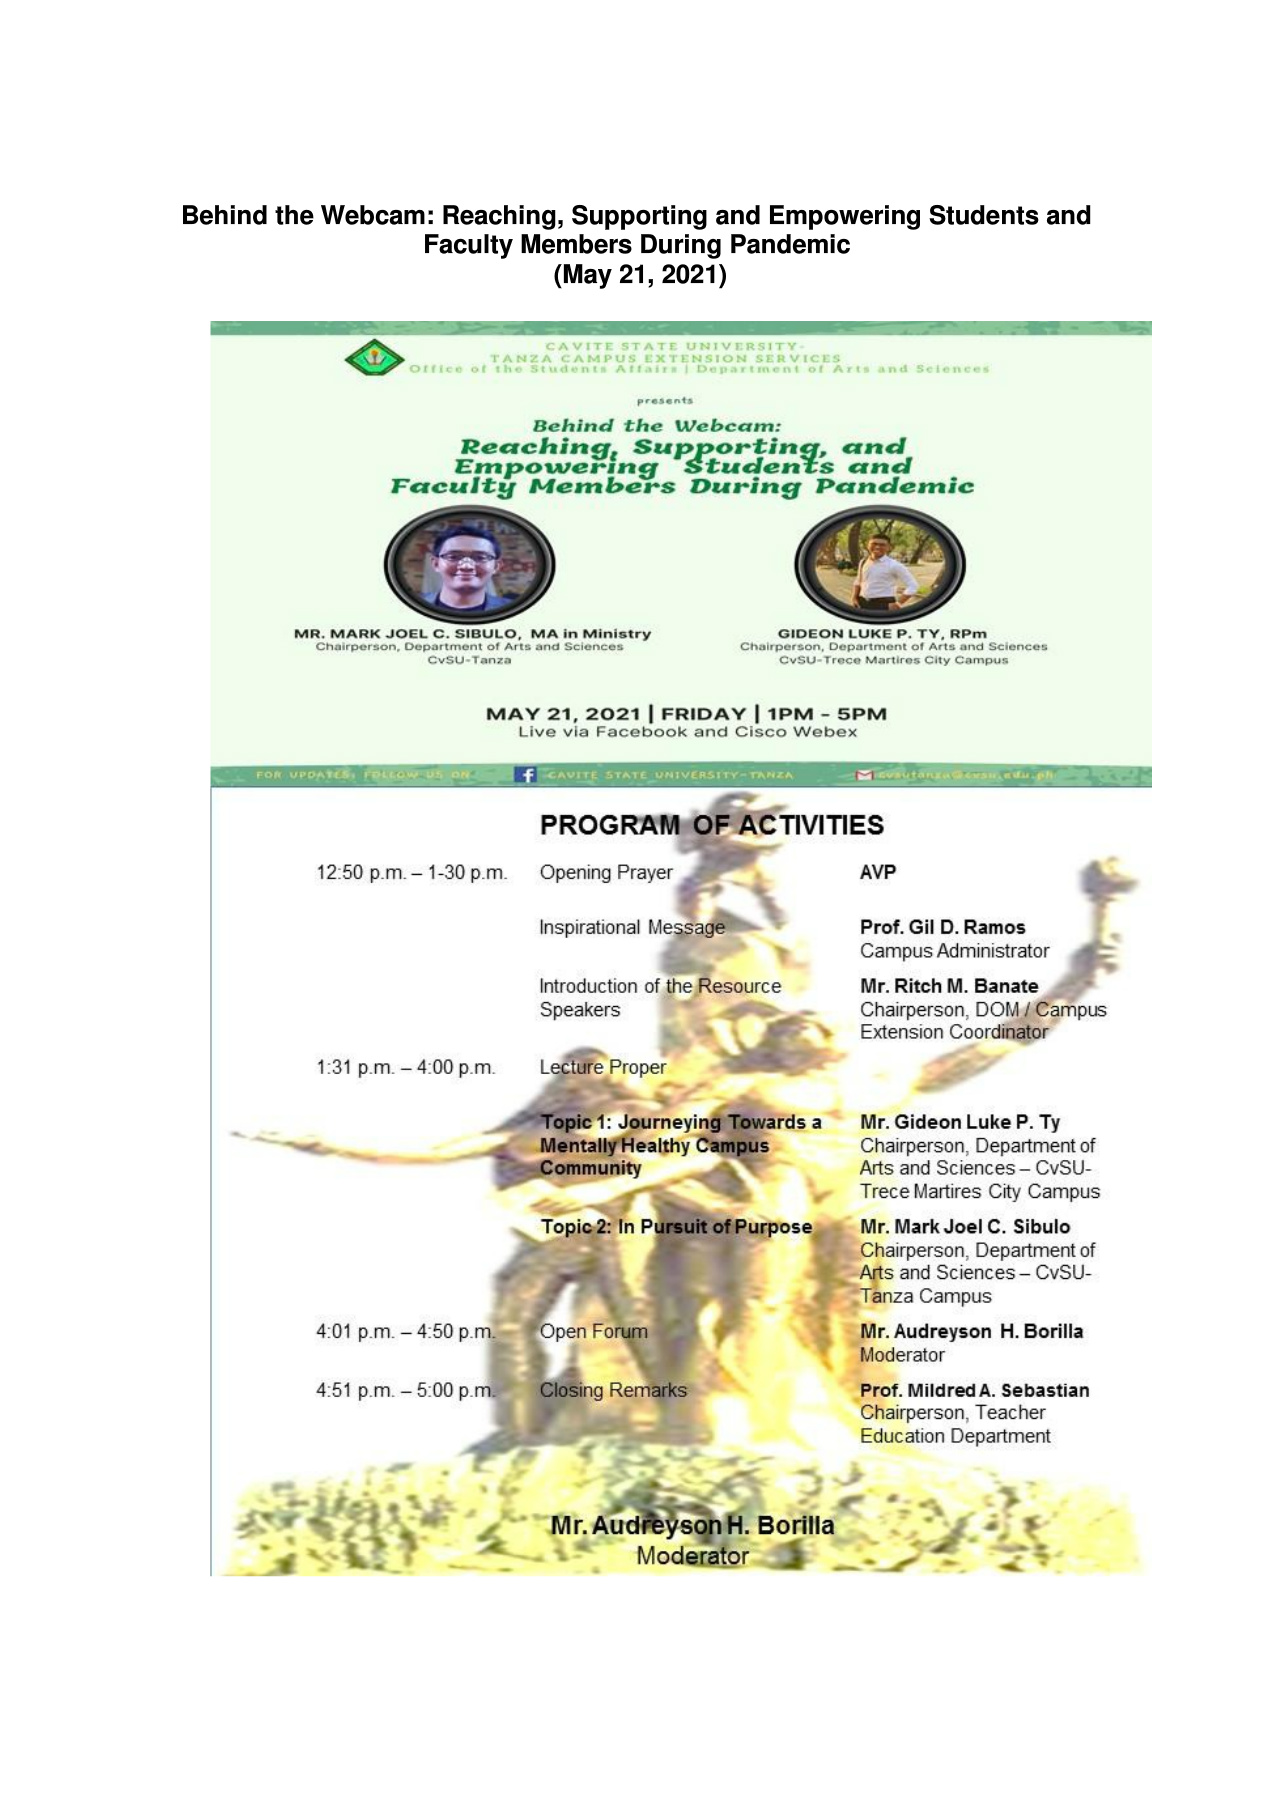 Behind the Webcam: Reaching, Supporting and Empowering Students and
Faculty Members During Pandemic
(May 21, 2021)
CAVITE STATE UNIVERSITY-
TANZA CAMPUS EXTENSION SERVICES
Office of the Students Affairs | Department of Arts and Sciences
presents
Behind the Webcam:
Reaching, Supporting, and
Empowering Students and
Faculty Members During Pandemic
MR. MARK JOEL C. SIBULO, MA in Ministry
Chairperson, Department of Arts and Sciences
CvSU-Tanza
GIDEON LUKE P. TY, RPm
Chairperson, Department of Arts and Sciences
CvSU-Trece Martires City Campus
MAY 21, 2021 | FRIDAY | 1PM - 5PM
Live via Facebook and Cisco Webex
FOR UPDATES, FOLLOW US ON CAVITE STATE UNIVERSITY-TANZA cvsutanza@cvsu.edu.ph
PROGRAM OF ACTIVITIES
12:50 p.m. – 1-30 p.m. Opening Prayer AVP
Inspirational Message Prof. Gil D. Ramos
Campus Administrator
Introduction of the Resource Mr. Ritch M. Banate
Speakers Chairperson, DOM / Campus
Extension Coordinator
1:31 p.m. – 4:00 p.m. Lecture Proper
Topic 1: Journeying Towards a Mr. Gideon Luke P. Ty
Mentally Healthy Campus Chairperson, Department of
Community Arts and Sciences – CvSU-
Trece Martires City Campus
Topic 2: In Pursuit of Purpose Mr. Mark Joel C. Sibulo
Chairperson, Department of
Arts and Sciences – CvSU-
Tanza Campus
4:01 p.m. – 4:50 p.m. Open Forum Mr. Audreyson H. Borilla
Moderator
4:51 p.m. – 5:00 p.m. Closing Remarks Prof. Mildred A. Sebastian
Chairperson, Teacher
Education Department
Mr. Audreyson H. Borilla
Moderator